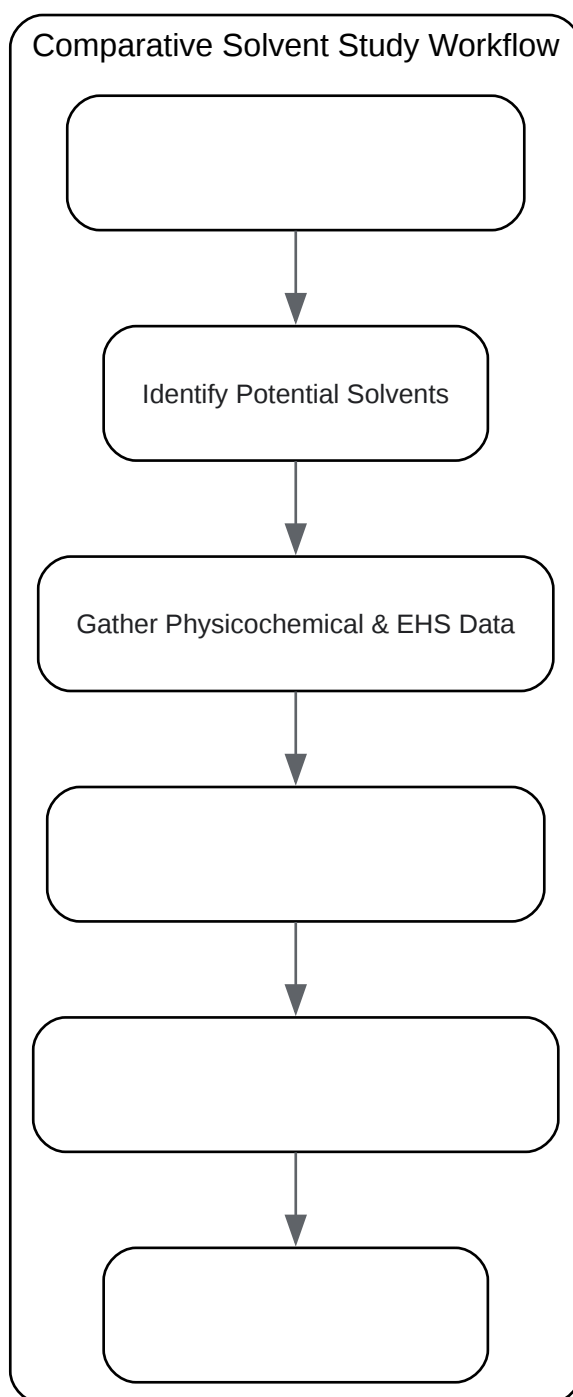 Comparative Solvent Study Workflow
Identify Potential Solvents
Gather Physicochemical & EHS Data